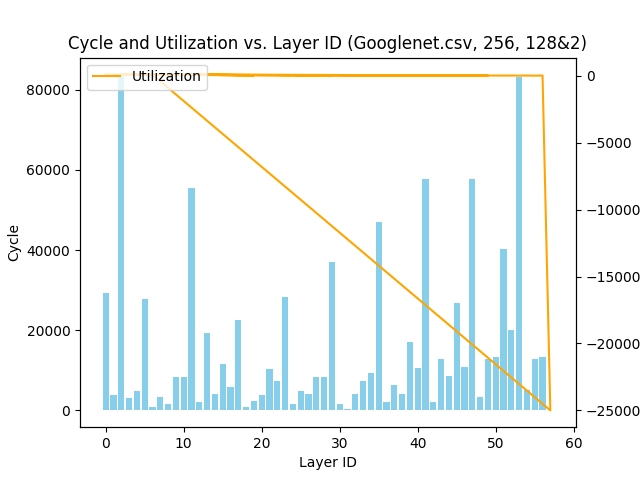 Cycle and Utilization vs. Layer ID (Googlenet.csv, 256, 128&2)
Utilization
80000
60000
40000
20000
0
Cycle
0
−5000
−10000
−15000
−20000
−25000
0 10 20 30 40 50 60
Layer ID